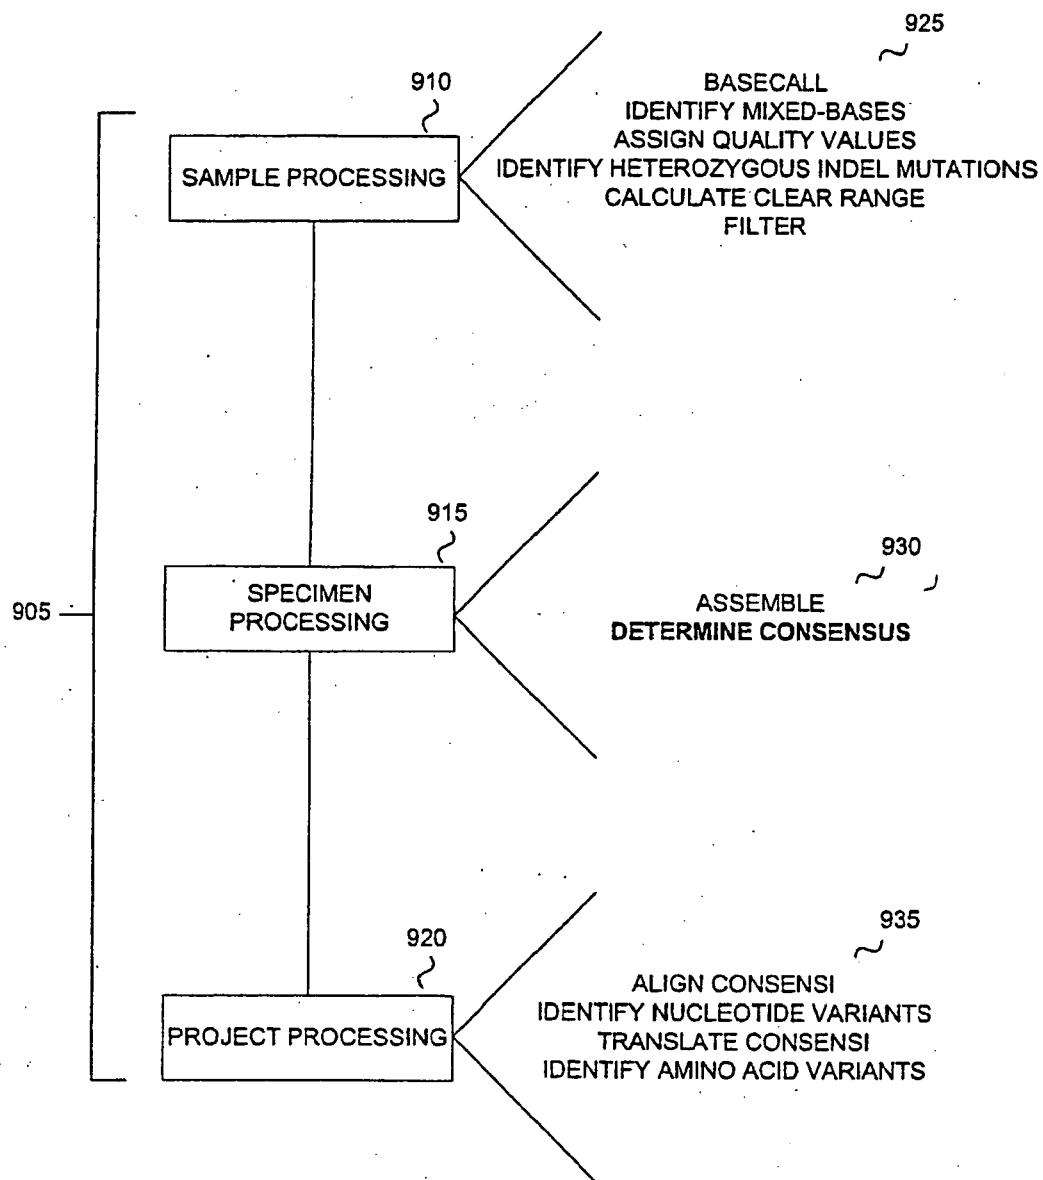 925
910
BASECALL
IDENTIFY MIXED-BASES
ASSIGN QUALITY VALUES
IDENTIFY HETEROZYGOUS INDEL MUTATIONS
CALCULATE CLEAR RANGE
FILTER
SAMPLE PROCESSING
915
930
905
SPECIMEN
PROCESSING
ASSEMBLE
DETERMINE CONSENSUS
920
935
PROJECT PROCESSING
ALIGN CONSENSI
IDENTIFY NUCLEOTIDE VARIANTS
TRANSLATE CONSENSI
IDENTIFY AMINO ACID VARIANTS